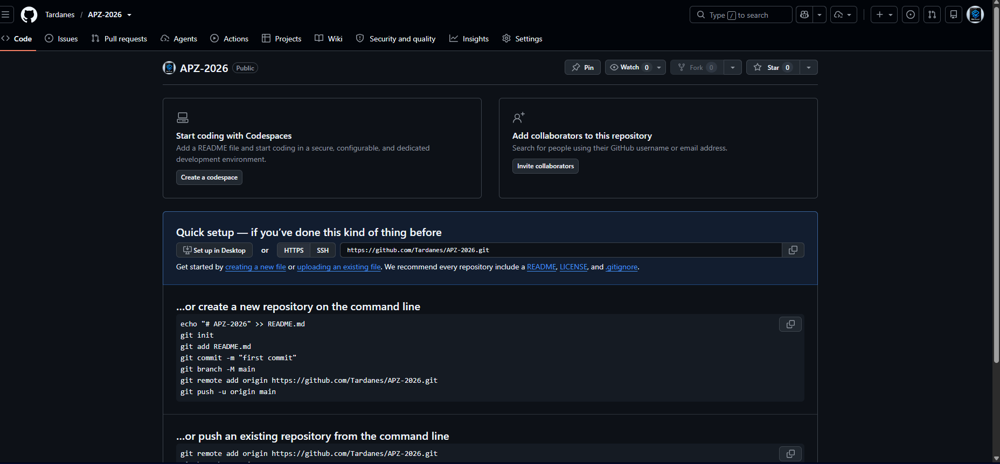 Tardanes / APZ-2026
Type / to search
Code Issues Pull requests Agents Actions Projects Wiki Security and quality Insights Settings
APZ-2026 Public
Pin Watch 0 Fork 0 Star 0
Start coding with Codespaces
Add a README file and start coding in a secure, configurable, and dedicated
development environment.
Create a codespace
Add collaborators to this repository
Search for people using their GitHub username or email address.
Invite collaborators
Quick setup — if you’ve done this kind of thing before
Set up in Desktop or HTTPS SSH https://github.com/Tardanes/APZ-2026.git
Get started by creating a new file or uploading an existing file. We recommend every repository include a README, LICENSE, and .gitignore.
…or create a new repository on the command line
echo "# APZ-2026" >> README.md
git init
git add README.md
git commit -m "first commit"
git branch -M main
git remote add origin https://github.com/Tardanes/APZ-2026.git
git push -u origin main
…or push an existing repository from the command line
git remote add origin https://github.com/Tardanes/APZ-2026.git